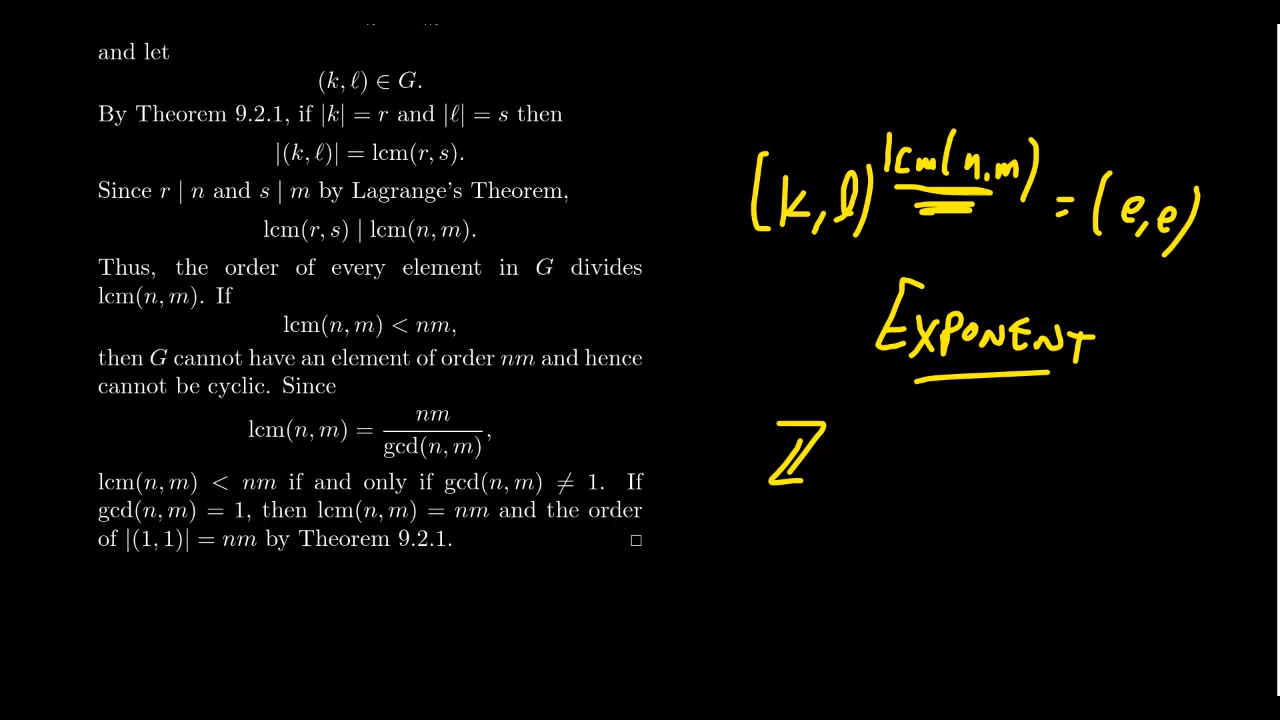 and let
(k, ℓ) ∈ G.
By Theorem 9.2.1, if |k| = r and |ℓ| = s then
|(k, ℓ)| = lcm(r, s).
Since r | n and s | m by Lagrange's Theorem,
lcm(r, s) | lcm(n, m).
Thus, the order of every element in G divides
lcm(n, m). If
lcm(n, m) < nm,
then G cannot have an element of order nm and hence
cannot be cyclic. Since
lcm(n, m) = nm / gcd(n, m),
lcm(n, m) < nm if and only if gcd(n, m) ≠ 1. If
gcd(n, m) = 1, then lcm(n, m) = nm and the order
of |(1, 1)| = nm by Theorem 9.2.1. □
(k, ℓ)^lcm(n, m) = (e, e)
EXPONENT
ℤ